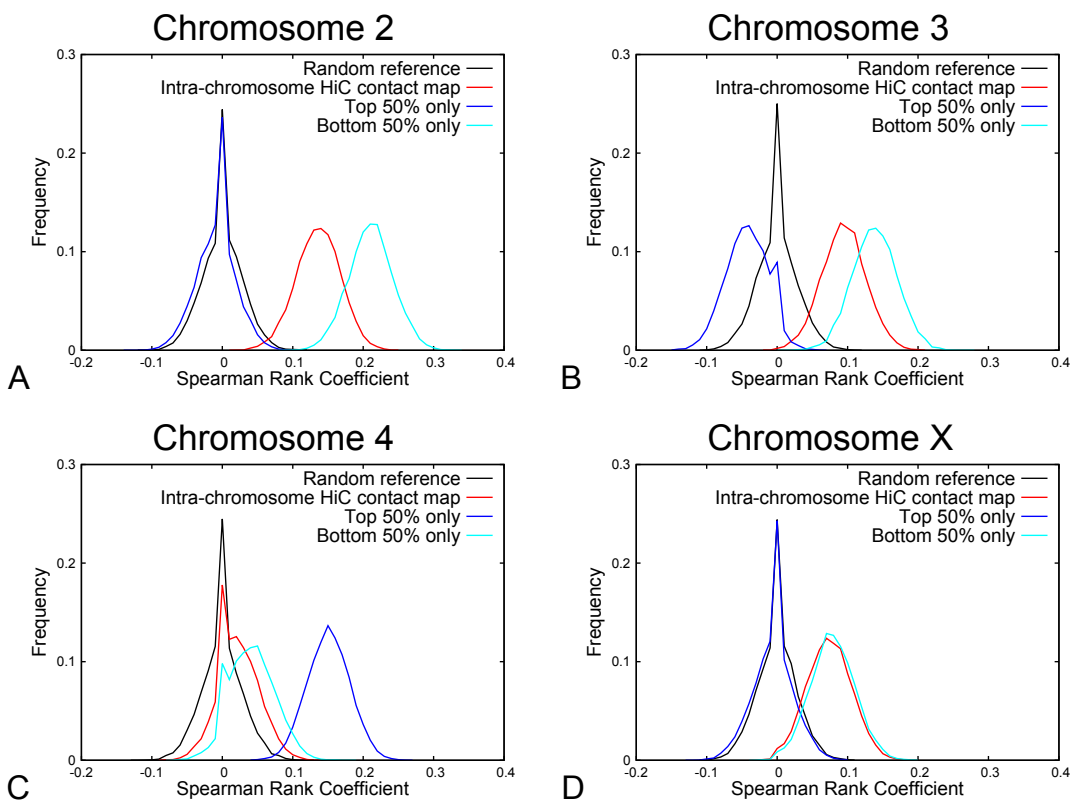 Chromosome 2
0.3
0.2
0.1
0
Frequency
Random reference
Intra-chromosome HiC contact map
Top 50% only
Bottom 50% only
-0.2 -0.1 0 0.1 0.2 0.3 0.4
Spearman Rank Coefficient
A
Chromosome 3
0.3
0.2
0.1
0
Frequency
Random reference
Intra-chromosome HiC contact map
Top 50% only
Bottom 50% only
-0.2 -0.1 0 0.1 0.2 0.3 0.4
Spearman Rank Coefficient
B
Chromosome 4
0.3
0.2
0.1
0
Frequency
Random reference
Intra-chromosome HiC contact map
Top 50% only
Bottom 50% only
-0.2 -0.1 0 0.1 0.2 0.3 0.4
Spearman Rank Coefficient
C
Chromosome X
0.3
0.2
0.1
0
Frequency
Random reference
Intra-chromosome HiC contact map
Top 50% only
Bottom 50% only
-0.2 -0.1 0 0.1 0.2 0.3 0.4
Spearman Rank Coefficient
D